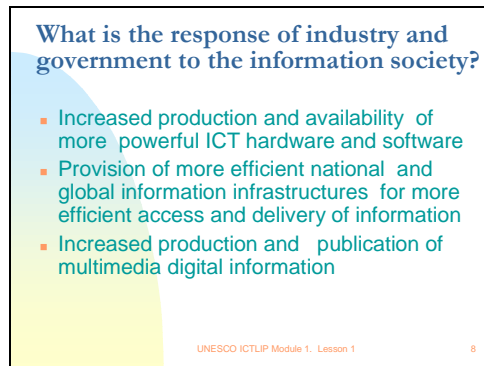 What is the response of industry and
government to the information society?
■ Increased production and availability of
more powerful ICT hardware and software
■ Provision of more efficient national and
global information infrastructures for more
efficient access and delivery of information
■ Increased production and publication of
multimedia digital information
UNESCO ICTLIP Module 1. Lesson 1 8